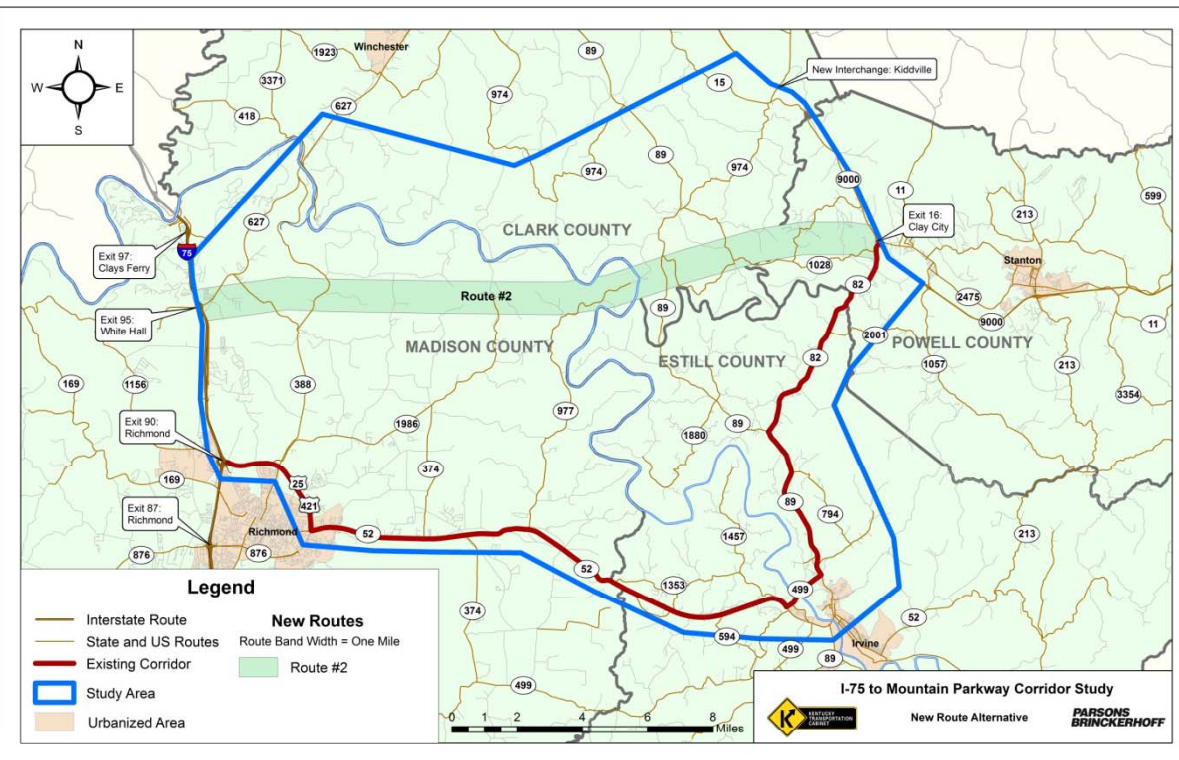 N
W
E
S
1923
Winchester
89
New Interchange: Kiddville
3371
974
15
627
418
89
974
974
9000
11
599
627
CLARK COUNTY
213
Exit 16:
Clay City
Exit 97:
Clays Ferry
75
Stanton
1028
Route #2
82
2475
89
Exit 95:
White Hall
9000
11
2001
POWELL COUNTY
MADISON COUNTY
ESTILL COUNTY
82
1057
213
169
1156
388
3354
977
Exit 90:
Richmond
1986
89
1880
374
169
25
89
421
794
Exit 87:
Richmond
Richmond
52
1457
213
876
876
52
1353
499
Legend
Interstate Route
State and US Routes
Existing Corridor
Study Area
Urbanized Area
New Routes
Route Band Width = One Mile
Route #2
374
594
52
499
Irvine
89
499
0 1 2 4 6 8
Miles
I-75 to Mountain Parkway Corridor Study
KENTUCKY
TRANSPORTATION
CABINET
New Route Alternative
PARSONS
BRINCKERHOFF